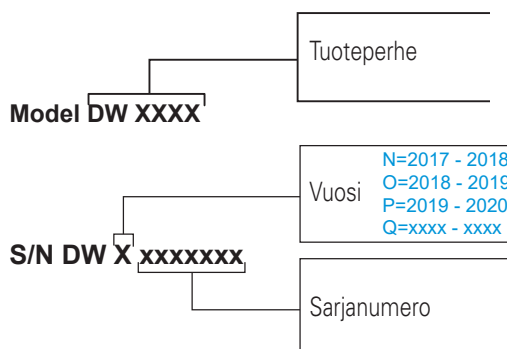 Tuoteperhe
Model DW XXXX
N=2017 - 2018
Vuosi O=2018 - 2019
P=2019 - 2020
Q=xxxx - xxxx
S/N DW X xxxxxxx
Sarjanumero